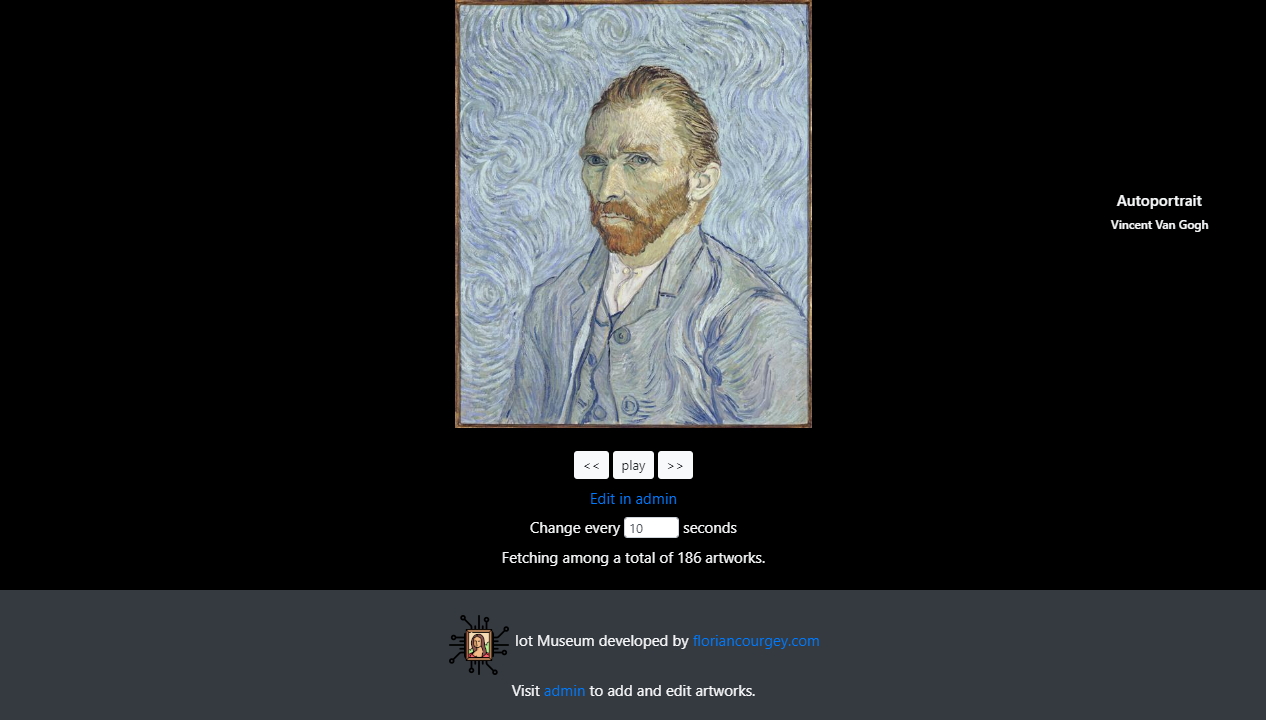 Autoportrait
Vincent Van Gogh
<< play >>
Edit in admin
Change every 10 seconds
Fetching among a total of 186 artworks.
Iot Museum developed by floriancourgey.com
Visit admin to add and edit artworks.